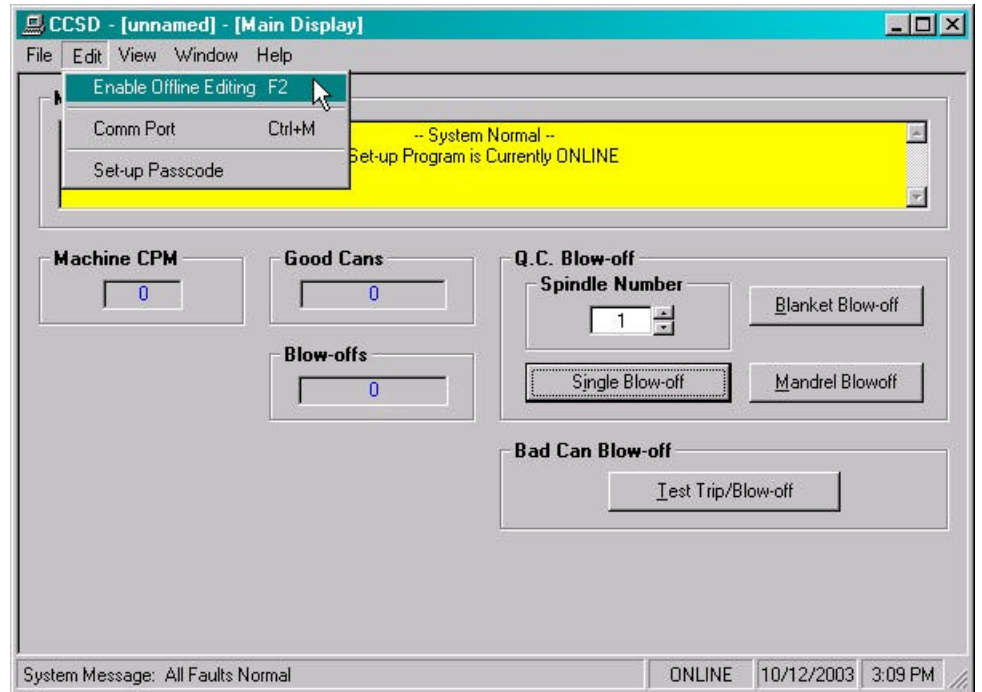 CCSD - [unnamed] - [Main Display]
File Edit View Window Help
Enable Offline Editing F2
Comm Port Ctrl+M
Set-up Passcode
-- System Normal --
Set-up Program is Currently ONLINE
Machine CPM
0
Good Cans
0
Blow-offs
0
Q.C. Blow-off
Spindle Number
1
Blanket Blow-off
Single Blow-off
Mandrel Blowoff
Bad Can Blow-off
Test Trip/Blow-off
System Message: All Faults Normal
ONLINE
10/12/2003
3:09 PM